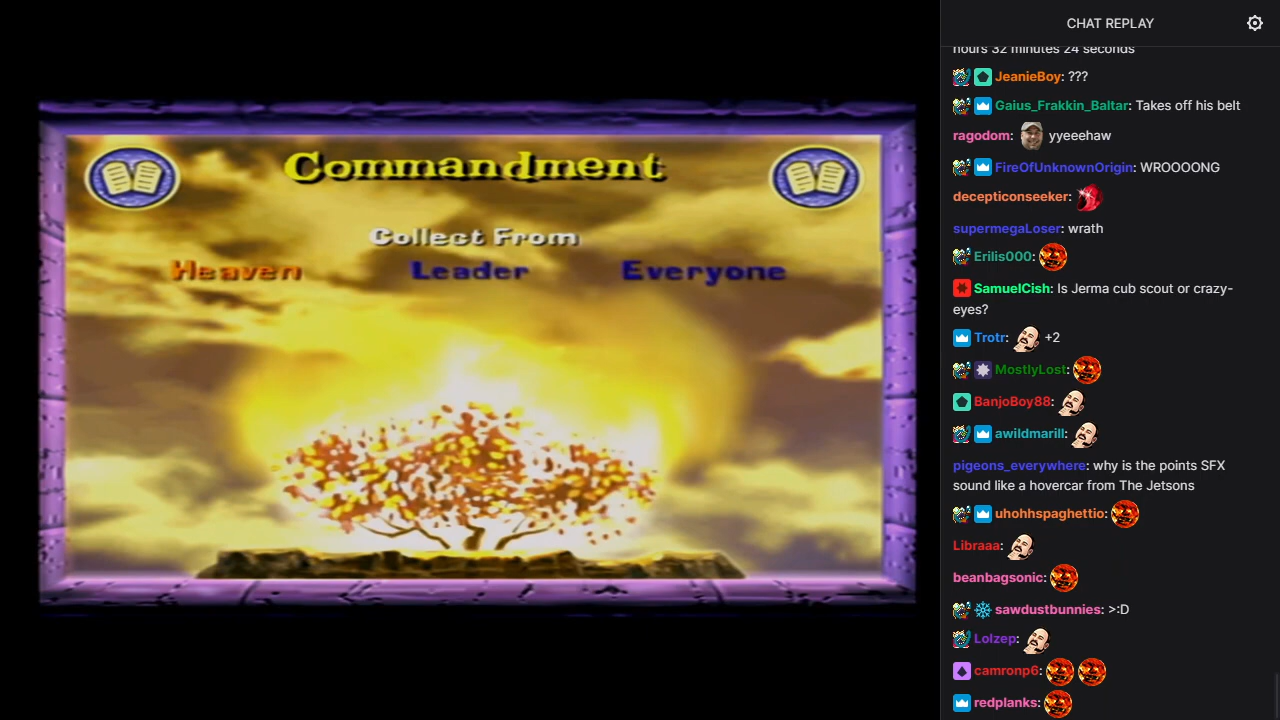 Commandment
Collect From
Heaven Leader Everyone
CHAT REPLAY
hours 32 minutes 24 seconds
JeanieBoy: ???
Gaius_Frakkin_Baltar: Takes off his belt
ragodom: yyeeehaw
FireOfUnknownOrigin: WROOOONG
decepticonseeker:
supermegaLoser: wrath
Erilis000:
SamuelCish: Is Jerma cub scout or crazy-
eyes?
Trotr: +2
MostlyLost:
BanjoBoy88:
awildmarill:
pigeons_everywhere: why is the points SFX
sound like a hovercar from The Jetsons
uhohhspaghettio:
Libraaa:
beanbagsonic:
sawdustbunnies: >:D
Lolzep:
camronp6:
redplanks: